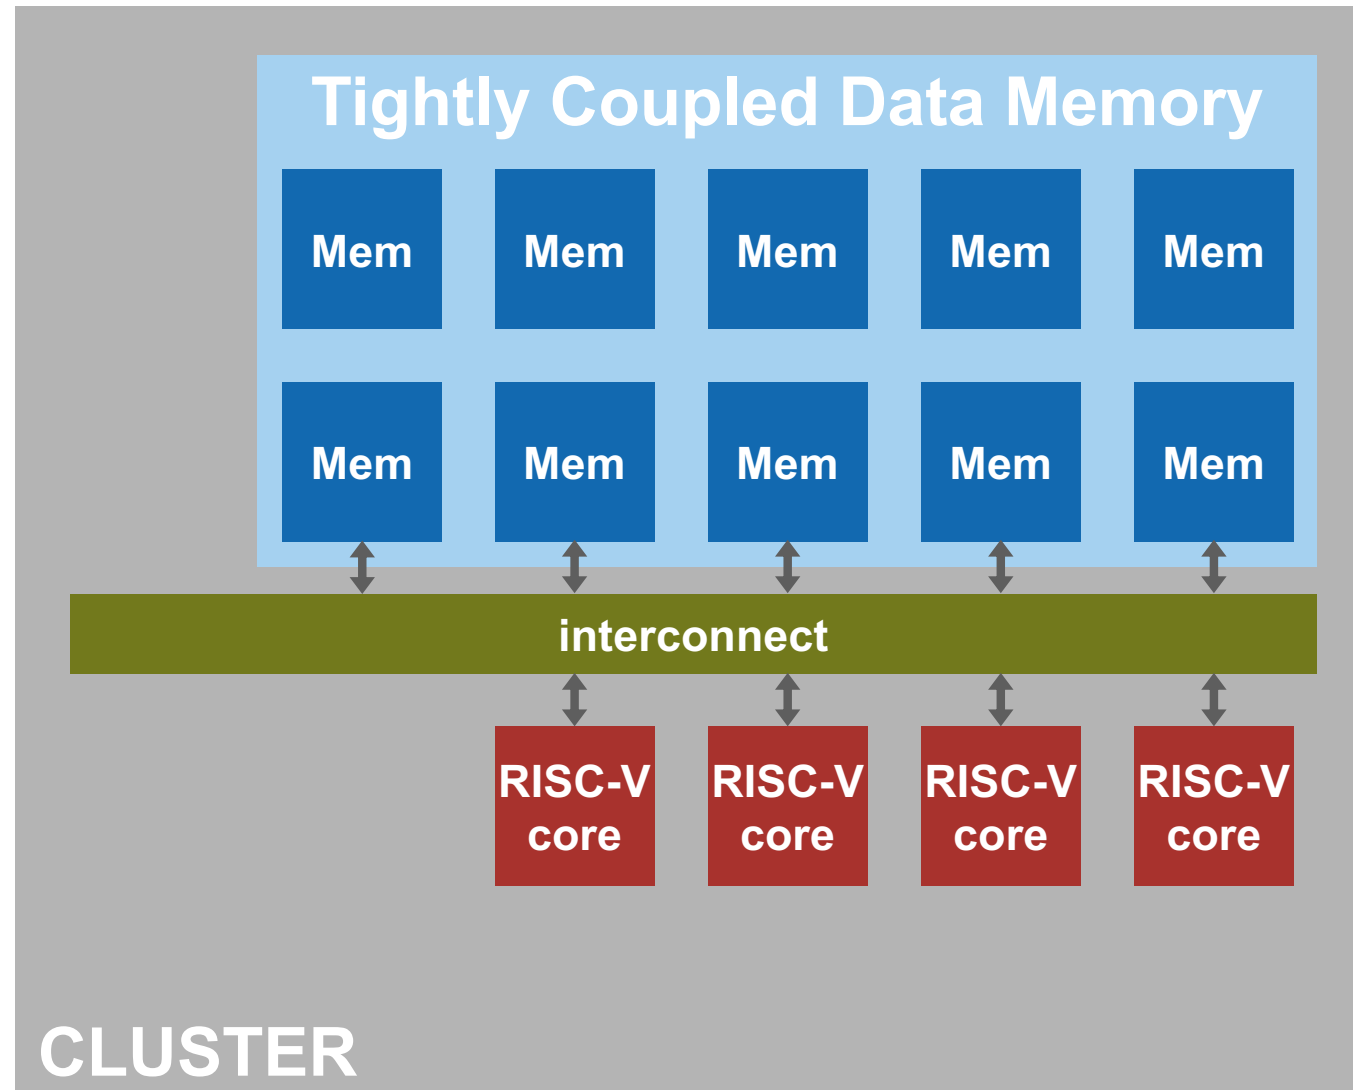 Tightly Coupled Data Memory
Mem Mem Mem Mem Mem
Mem Mem Mem Mem Mem
interconnect
RISC-V RISC-V RISC-V RISC-V
core core core core
CLUSTER